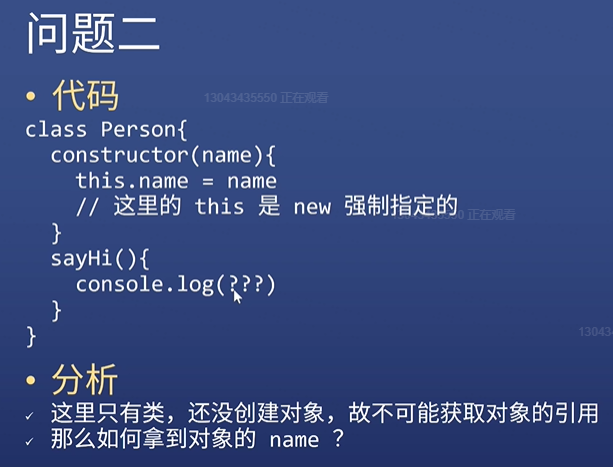 问题二
• 代码
13043435550 正在观看
class Person{
constructor(name){
this.name = name
// 这里的 this 是 new 强制指定的
正在观看
}
sayHi(){
console.log(???)
}
}
13043
• 分析
✓ 这里只有类，还没创建对象，故不可能获取对象的引用
✓ 那么如何拿到对象的 name ？